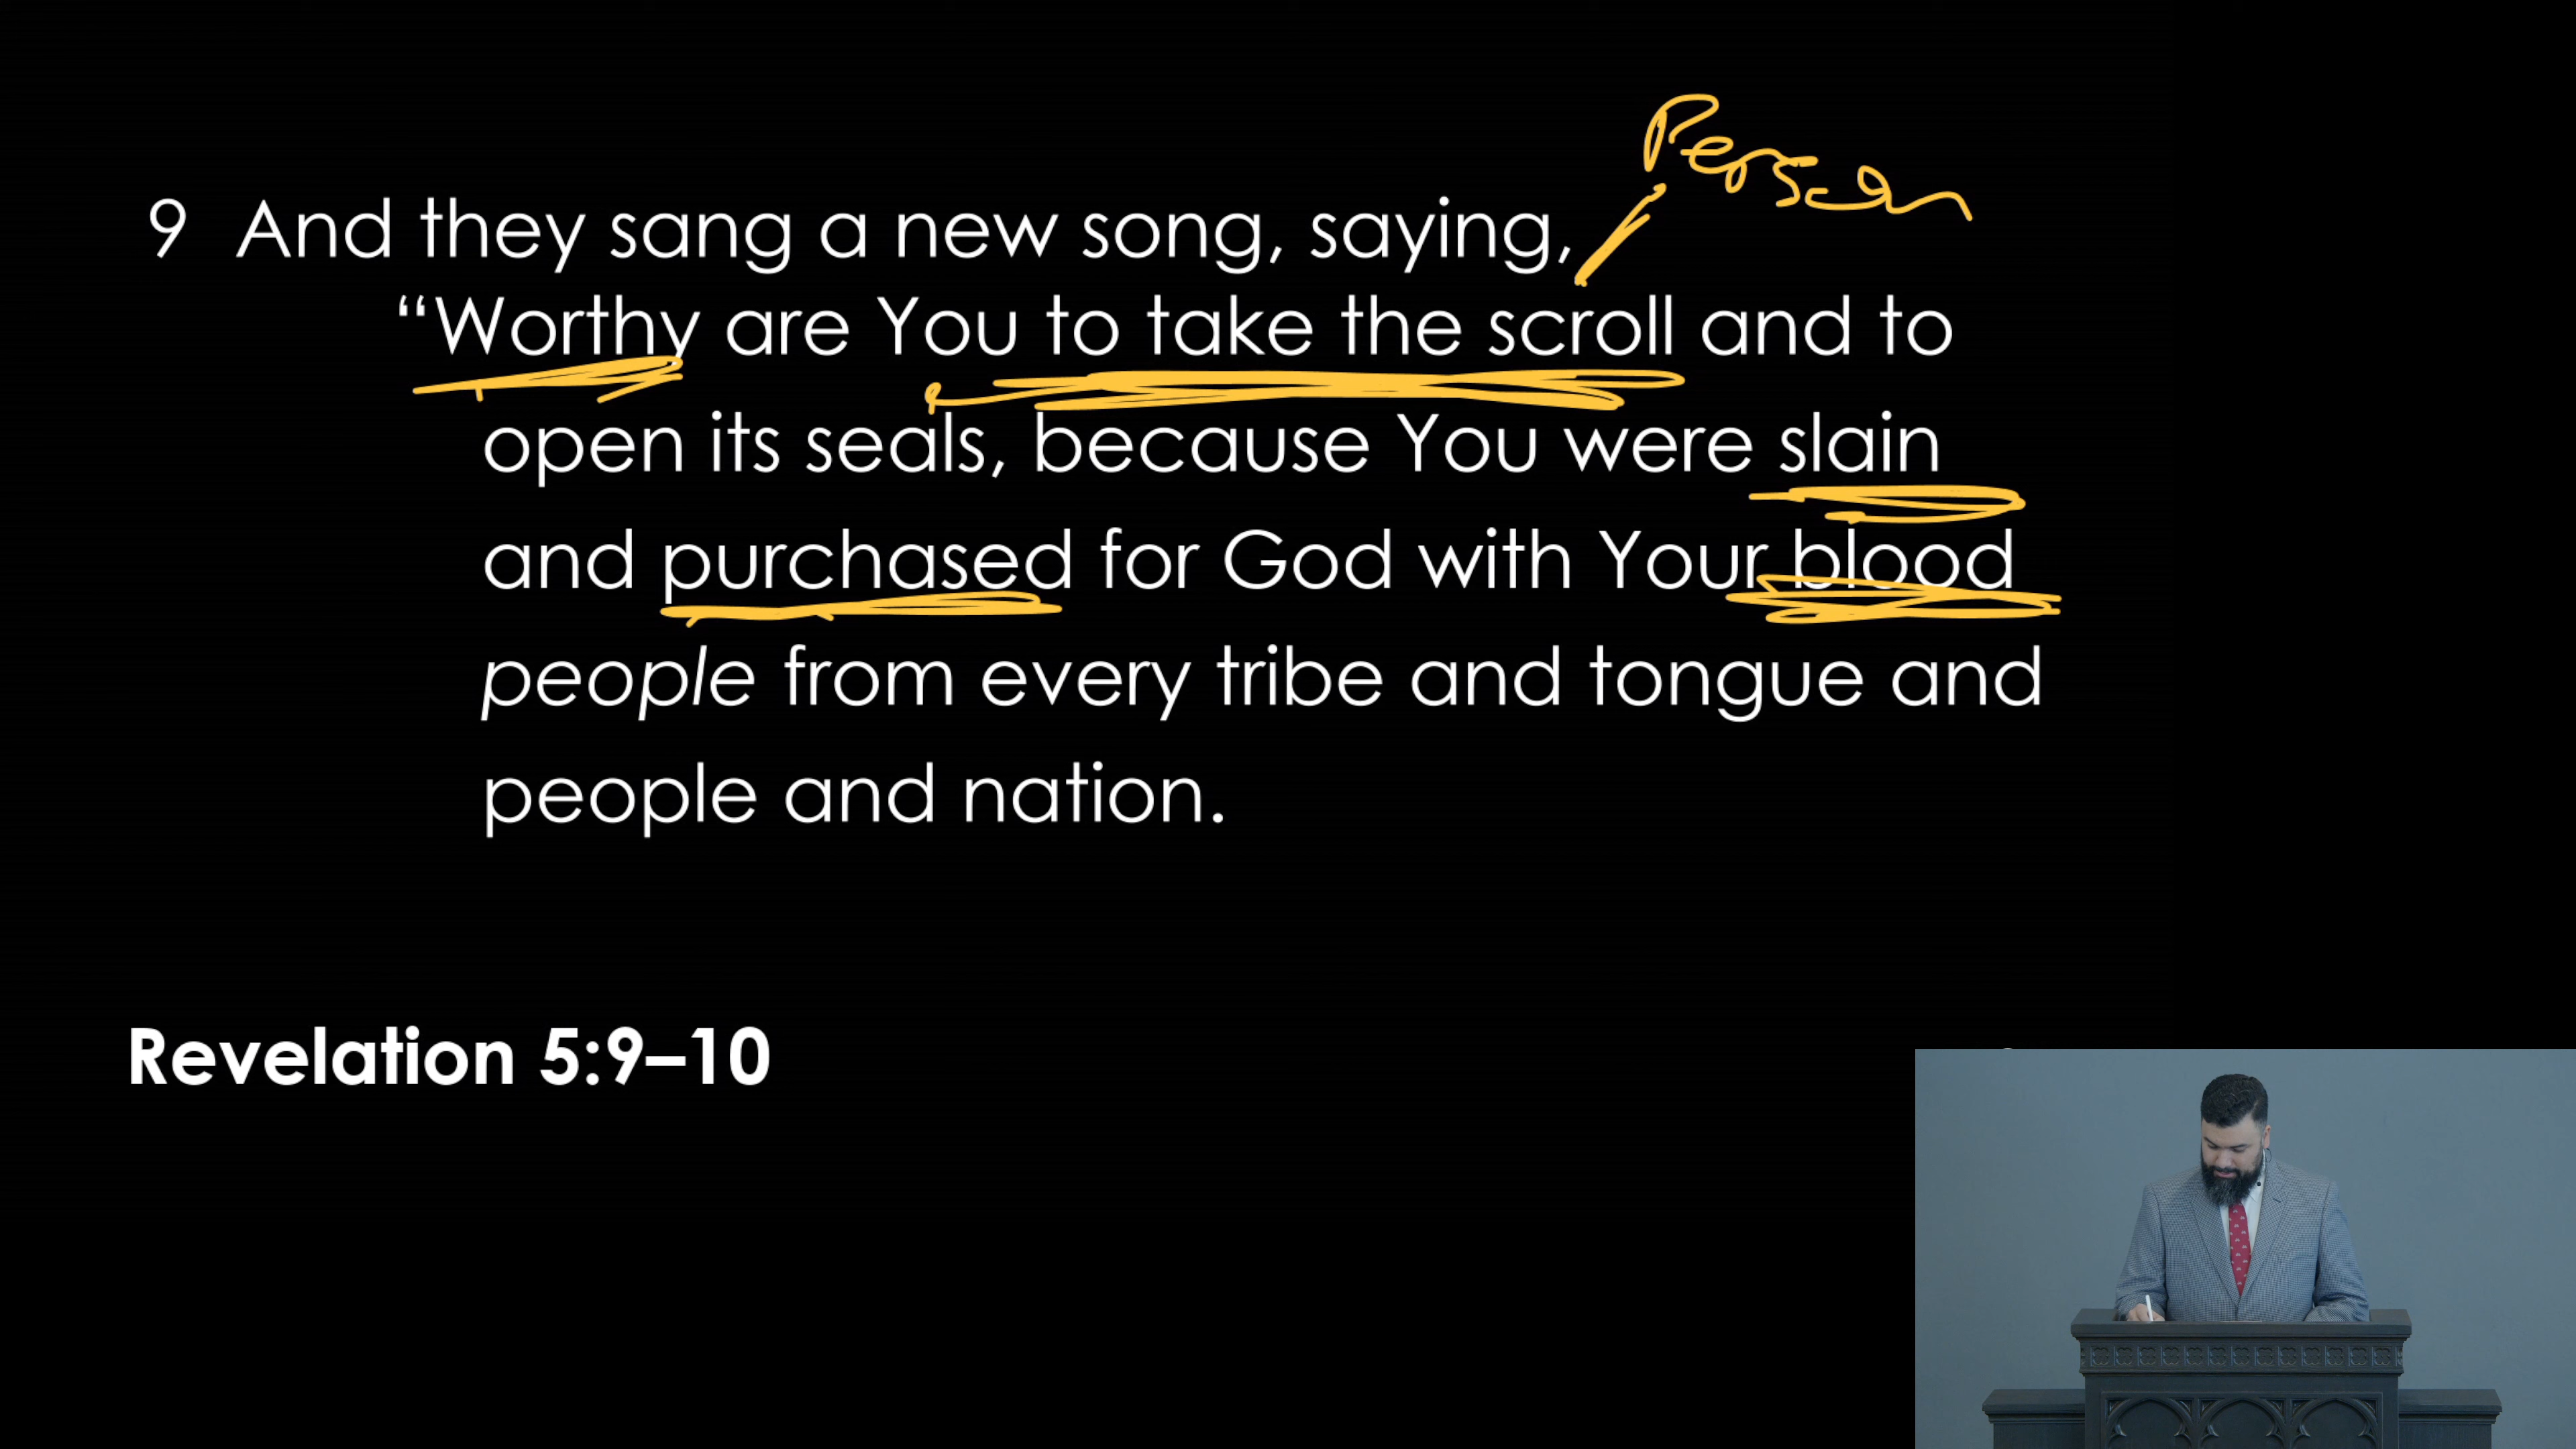 Person
9 And they sang a new song, saying,
“Worthy are You to take the scroll and to
open its seals, because You were slain
and purchased for God with Your blood
people from every tribe and tongue and
people and nation.
Revelation 5:9–10